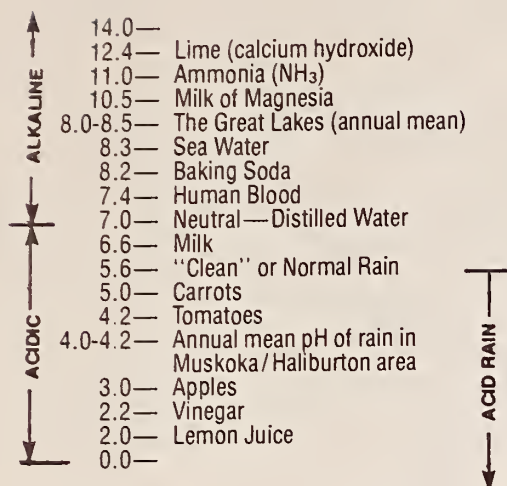 14.0—
12.4— Lime (calcium hydroxide)
11.0— Ammonia (NH₃)
10.5— Milk of Magnesia
8.0-8.5— The Great Lakes (annual mean)
8.3— Sea Water
8.2— Baking Soda
7.4— Human Blood
7.0— Neutral—Distilled Water
6.6— Milk
5.6— "Clean" or Normal Rain
5.0— Carrots
4.2— Tomatoes
4.0-4.2— Annual mean pH of rain in
Muskoka/Haliburton area
3.0— Apples
2.2— Vinegar
2.0— Lemon Juice
0.0—
ALKALINE
ACIDIC
ACID RAIN